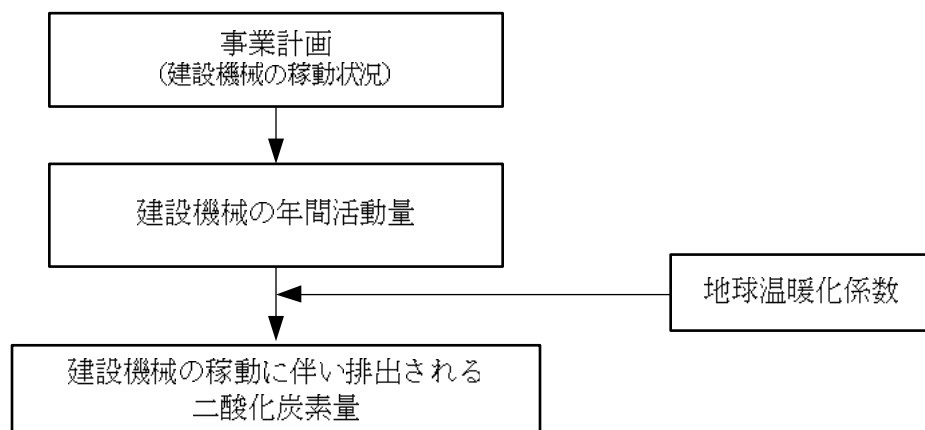 事業計画
（建設機械の稼動状況）
建設機械の年間活動量
地球温暖化係数
建設機械の稼動に伴い排出される
二酸化炭素量